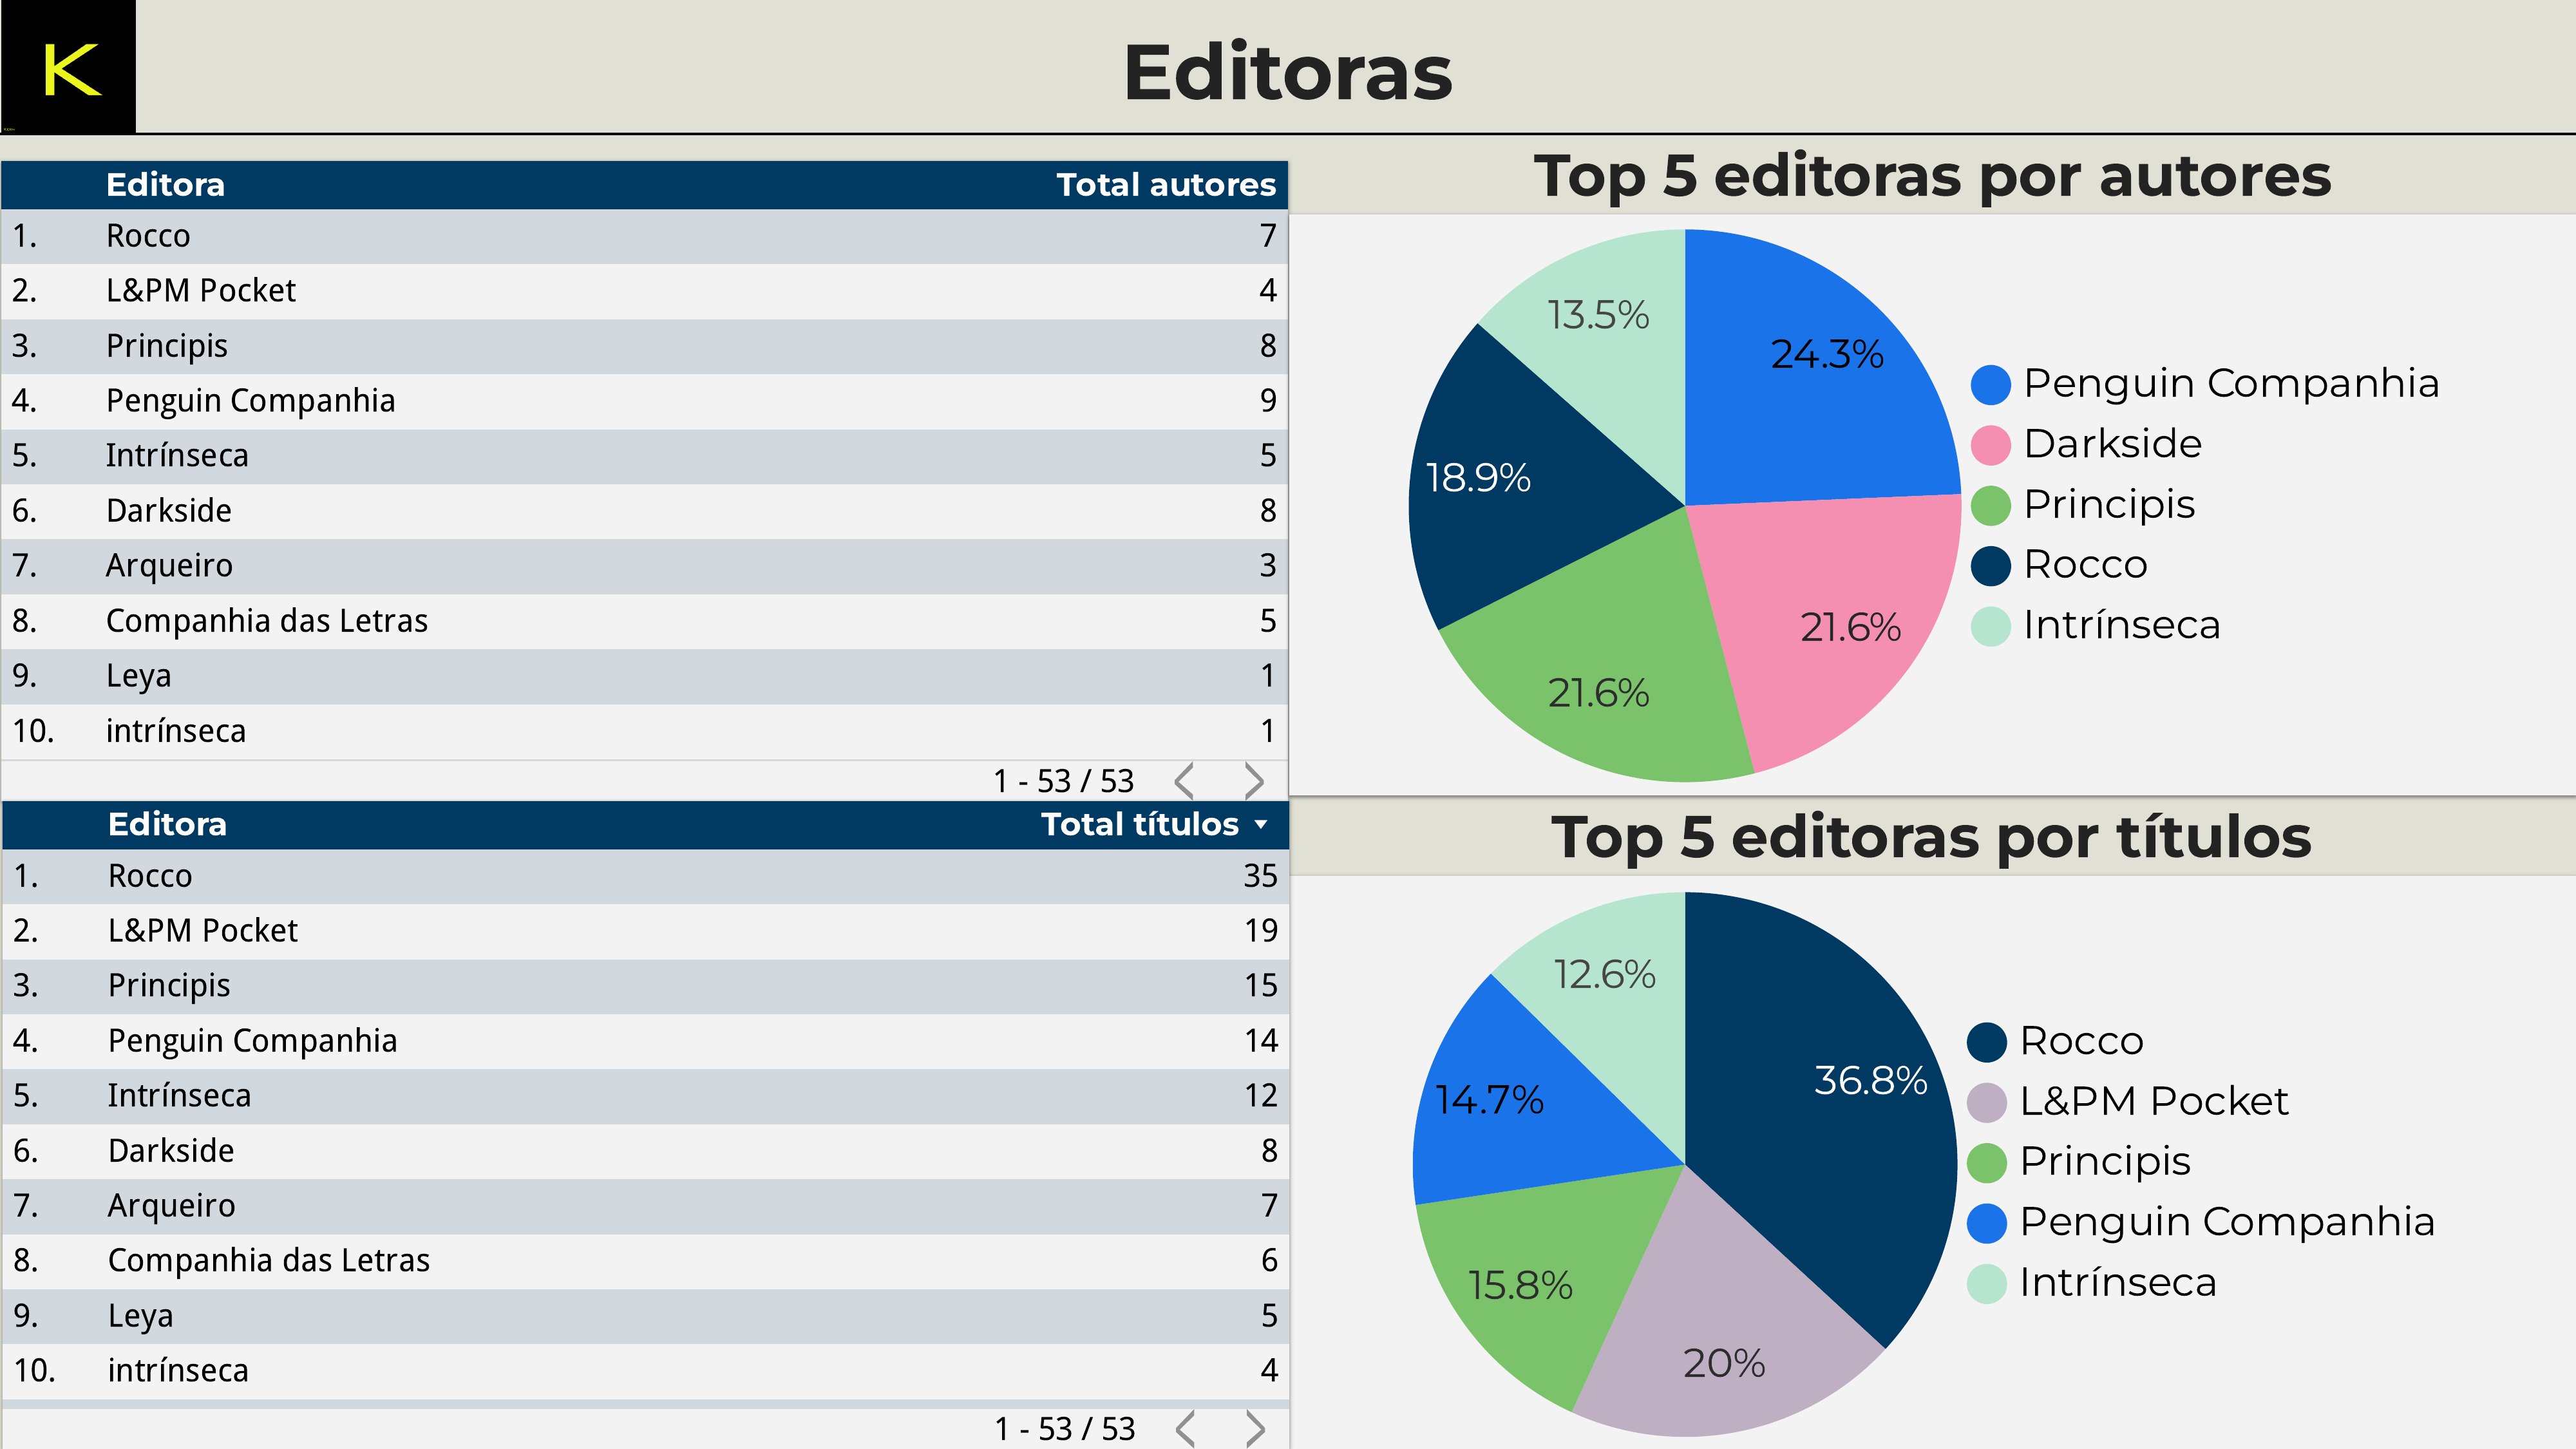 K
Editoras
Editora Total autores
1. Rocco 7
2. L&PM Pocket 4
3. Principis 8
4. Penguin Companhia 9
5. Intrínseca 5
6. Darkside 8
7. Arqueiro 3
8. Companhia das Letras 5
9. Leya 1
10. intrínseca 1
1 - 53 / 53
Top 5 editoras por autores
13.5%
24.3%
18.9%
21.6%
21.6%
Penguin Companhia
Darkside
Principis
Rocco
Intrínseca
Editora Total títulos
1. Rocco 35
2. L&PM Pocket 19
3. Principis 15
4. Penguin Companhia 14
5. Intrínseca 12
6. Darkside 8
7. Arqueiro 7
8. Companhia das Letras 6
9. Leya 5
10. intrínseca 4
1 - 53 / 53
Top 5 editoras por títulos
12.6%
36.8%
14.7%
15.8%
20%
Rocco
L&PM Pocket
Principis
Penguin Companhia
Intrínseca